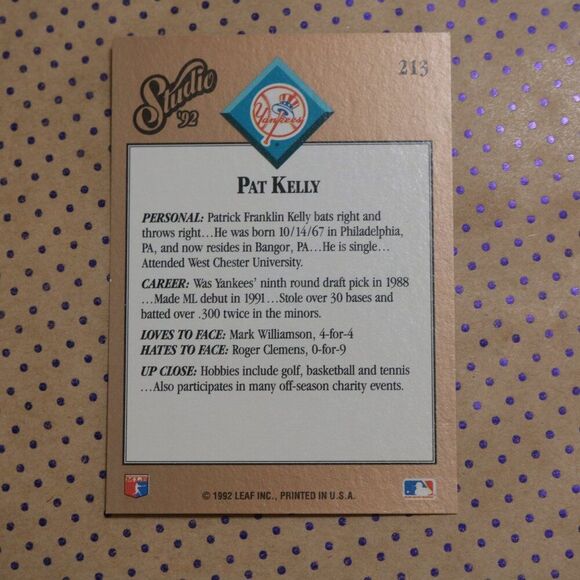 Studio '92
213
Yankees
PAT KELLY
PERSONAL: Patrick Franklin Kelly bats right and
throws right...He was born 10/14/67 in Philadelphia,
PA, and now resides in Bangor, PA...He is single...
Attended West Chester University.
CAREER: Was Yankees' ninth round draft pick in 1988
...Made ML debut in 1991...Stole over 30 bases and
batted over .300 twice in the minors.
LOVES TO FACE: Mark Williamson, 4-for-4
HATES TO FACE: Roger Clemens, 0-for-9
UP CLOSE: Hobbies include golf, basketball and tennis
...Also participates in many off-season charity events.
© 1992 LEAF INC., PRINTED IN U.S.A.